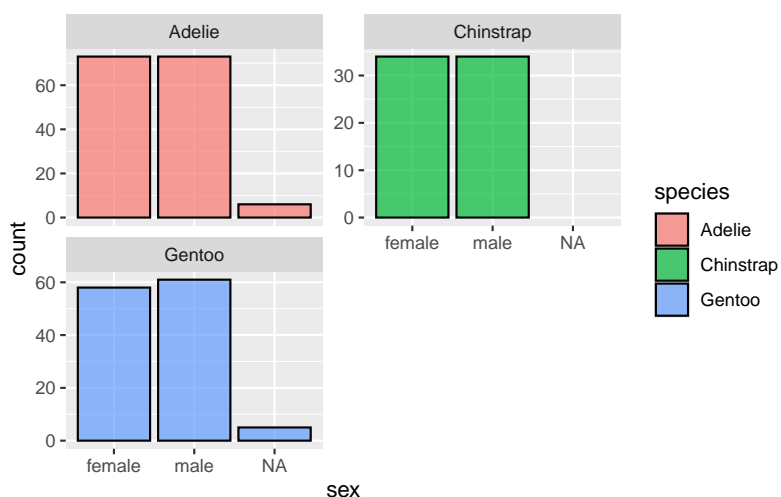 Adelie
Chinstrap
60
40
20
0
30
20
10
0
female
male
NA
count
Gentoo
60
40
20
0
female
male
NA
sex
species
Adelie
Chinstrap
Gentoo